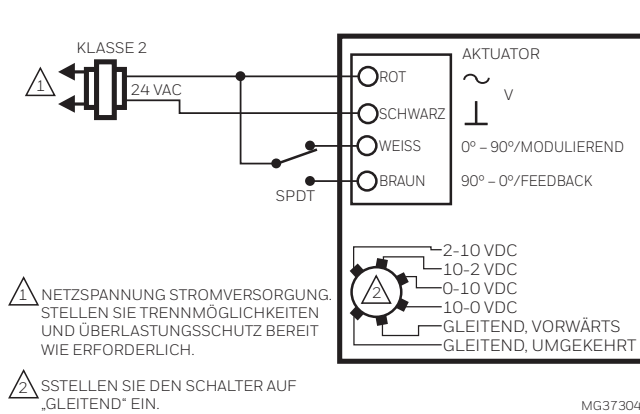 KLASSE 2
1
24 VAC
AKTUATOR
ROT
V
SCHWARZ
WEISS
0° – 90°/MODULIEREND
BRAUN
90° – 0°/FEEDBACK
SPDT
2-10 VDC
10-2 VDC
2
0-10 VDC
10-0 VDC
GLEITEND, VORWÄRTS
GLEITEND, UMGEKEHRT
1 NETZSPANNUNG STROMVERSORGUNG.
STELLEN SIE TRENNMÖGLICHKEITEN
UND ÜBERLASTUNGSSCHUTZ BEREIT
WIE ERFORDERLICH.
2 SSTELLEN SIE DEN SCHALTER AUF
„GLEITEND“ EIN.
MG37304